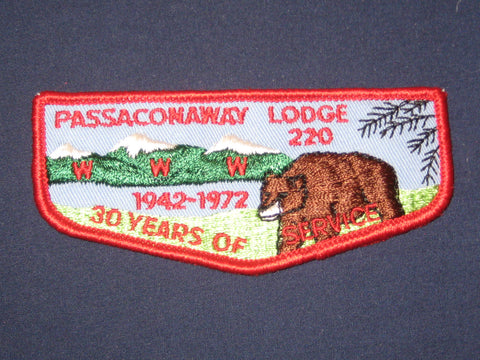 PASSACONAWAY LODGE
220
W W W
1942-1972
30 YEARS OF SERVICE